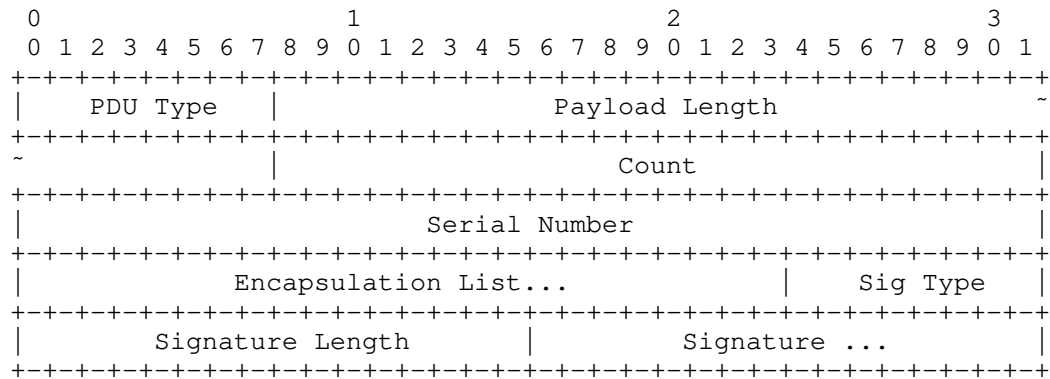 0                   1                   2                   3
 0 1 2 3 4 5 6 7 8 9 0 1 2 3 4 5 6 7 8 9 0 1 2 3 4 5 6 7 8 9 0 1
+-+-+-+-+-+-+-+-+-+-+-+-+-+-+-+-+-+-+-+-+-+-+-+-+-+-+-+-+-+-+-+-+
|    PDU Type   |                 Payload Length                ~
+-+-+-+-+-+-+-+-+-+-+-+-+-+-+-+-+-+-+-+-+-+-+-+-+-+-+-+-+-+-+-+-+
~               |                     Count                     |
+-+-+-+-+-+-+-+-+-+-+-+-+-+-+-+-+-+-+-+-+-+-+-+-+-+-+-+-+-+-+-+-+
|                         Serial Number                         |
+-+-+-+-+-+-+-+-+-+-+-+-+-+-+-+-+-+-+-+-+-+-+-+-+-+-+-+-+-+-+-+-+
|             Encapsulation List...             |    Sig Type   |
+-+-+-+-+-+-+-+-+-+-+-+-+-+-+-+-+-+-+-+-+-+-+-+-+-+-+-+-+-+-+-+-+
|        Signature Length       |         Signature ...         |
+-+-+-+-+-+-+-+-+-+-+-+-+-+-+-+-+-+-+-+-+-+-+-+-+-+-+-+-+-+-+-+-+